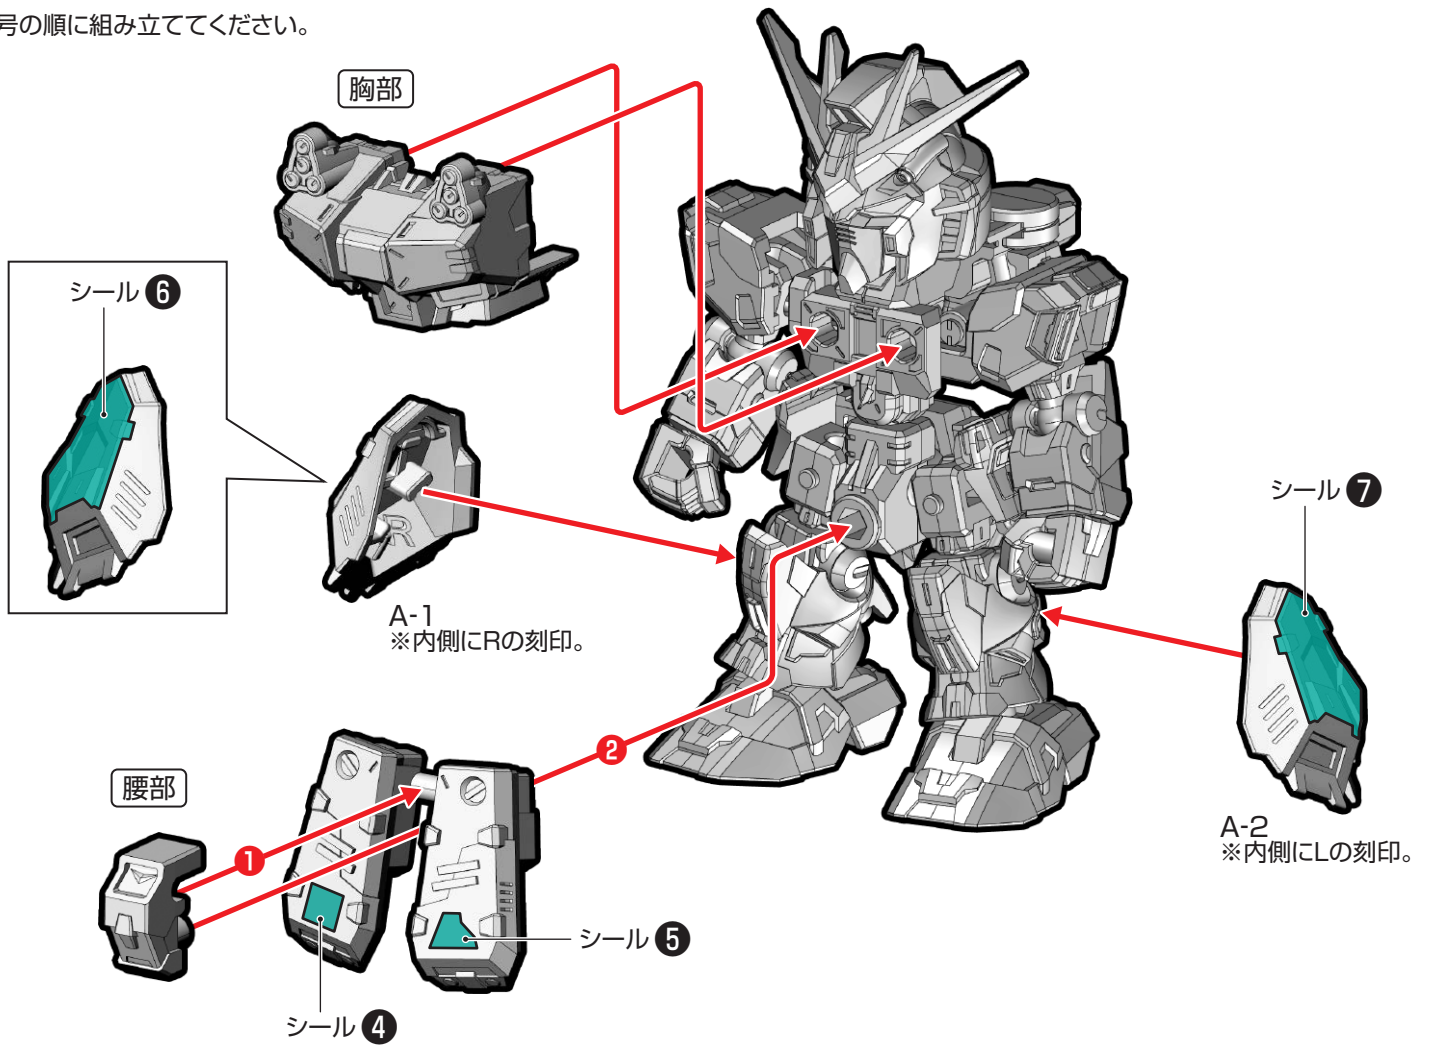 号の順に組み立ててください。
胸部
シール 6
A-1
※内側にRの刻印。
シール 7
A-2
※内側にLの刻印。
2
腰部
1
シール 5
シール 4
R